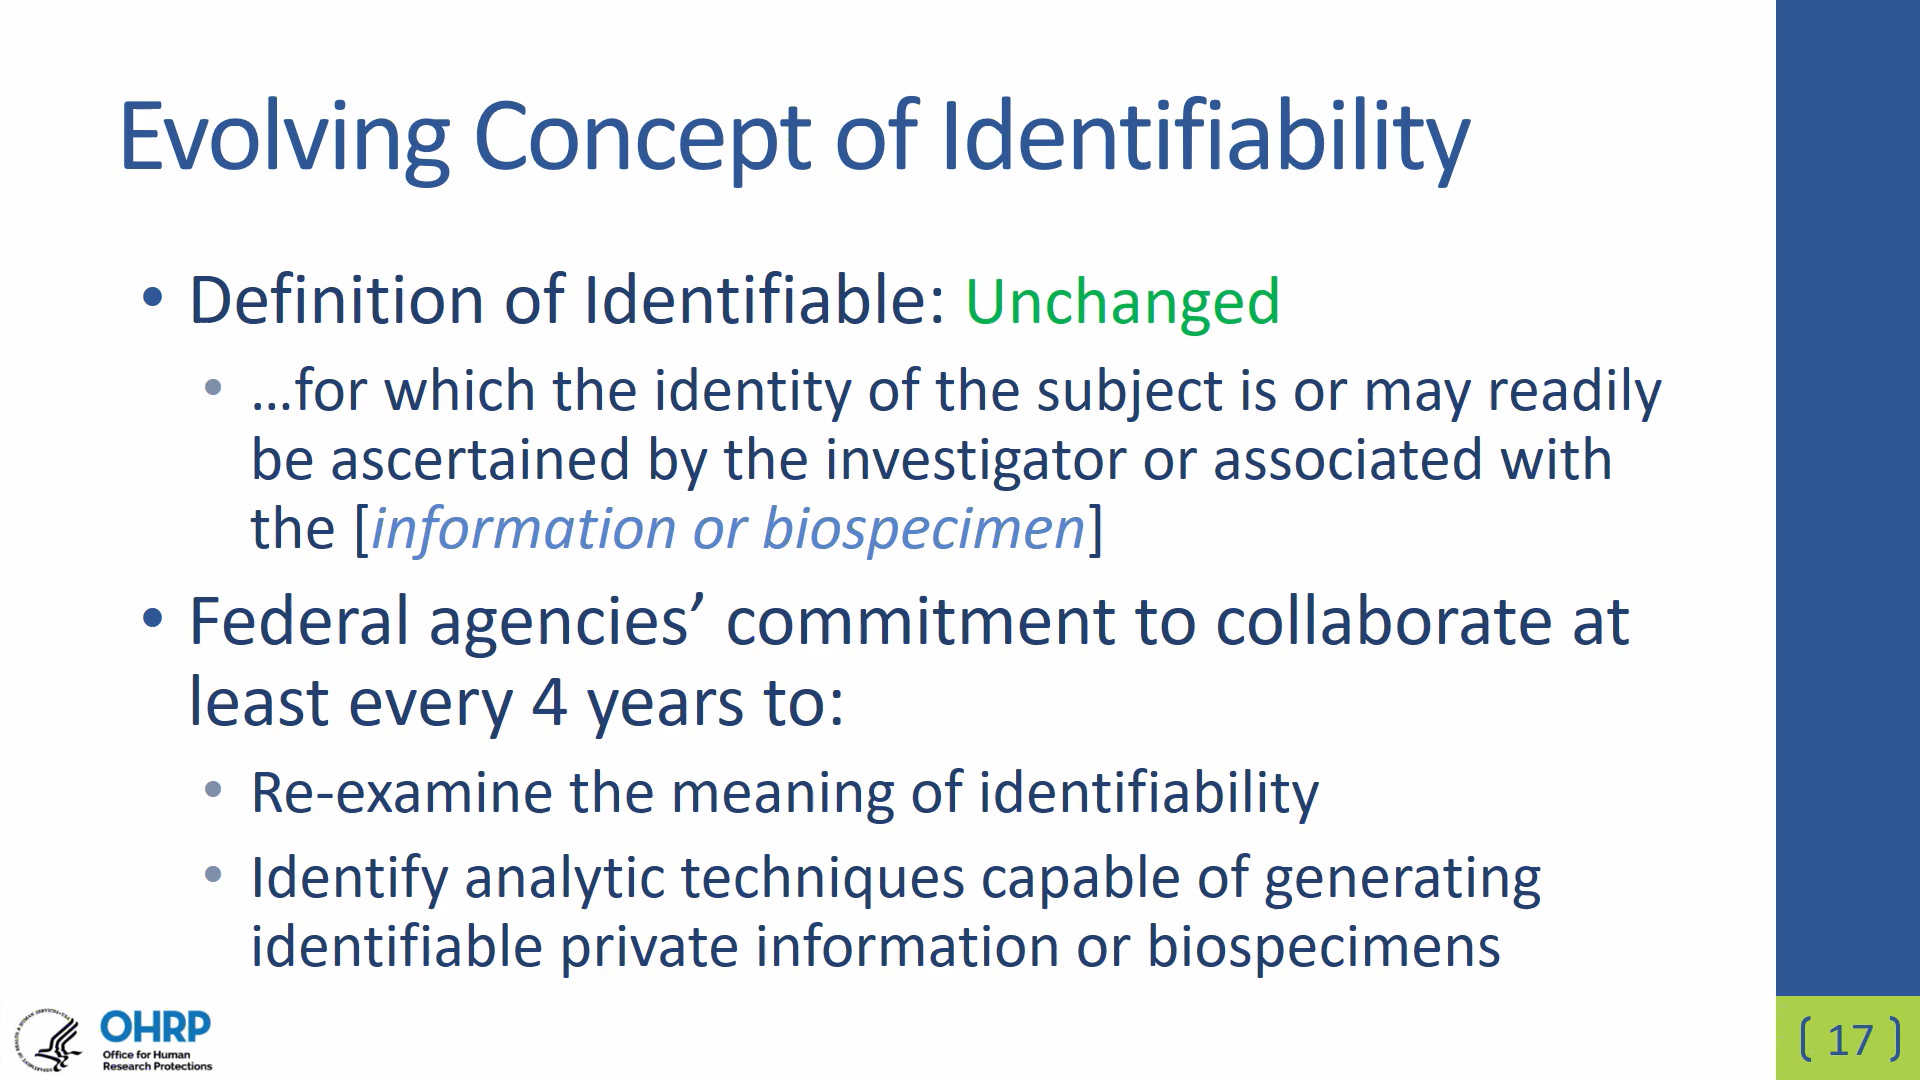 Evolving Concept of Identifiability
• Definition of Identifiable: Unchanged
• …for which the identity of the subject is or may readily
be ascertained by the investigator or associated with
the [information or biospecimen]
• Federal agencies’ commitment to collaborate at
least every 4 years to:
• Re-examine the meaning of identifiability
• Identify analytic techniques capable of generating
identifiable private information or biospecimens
OHRP
Office for Human
Research Protections
17